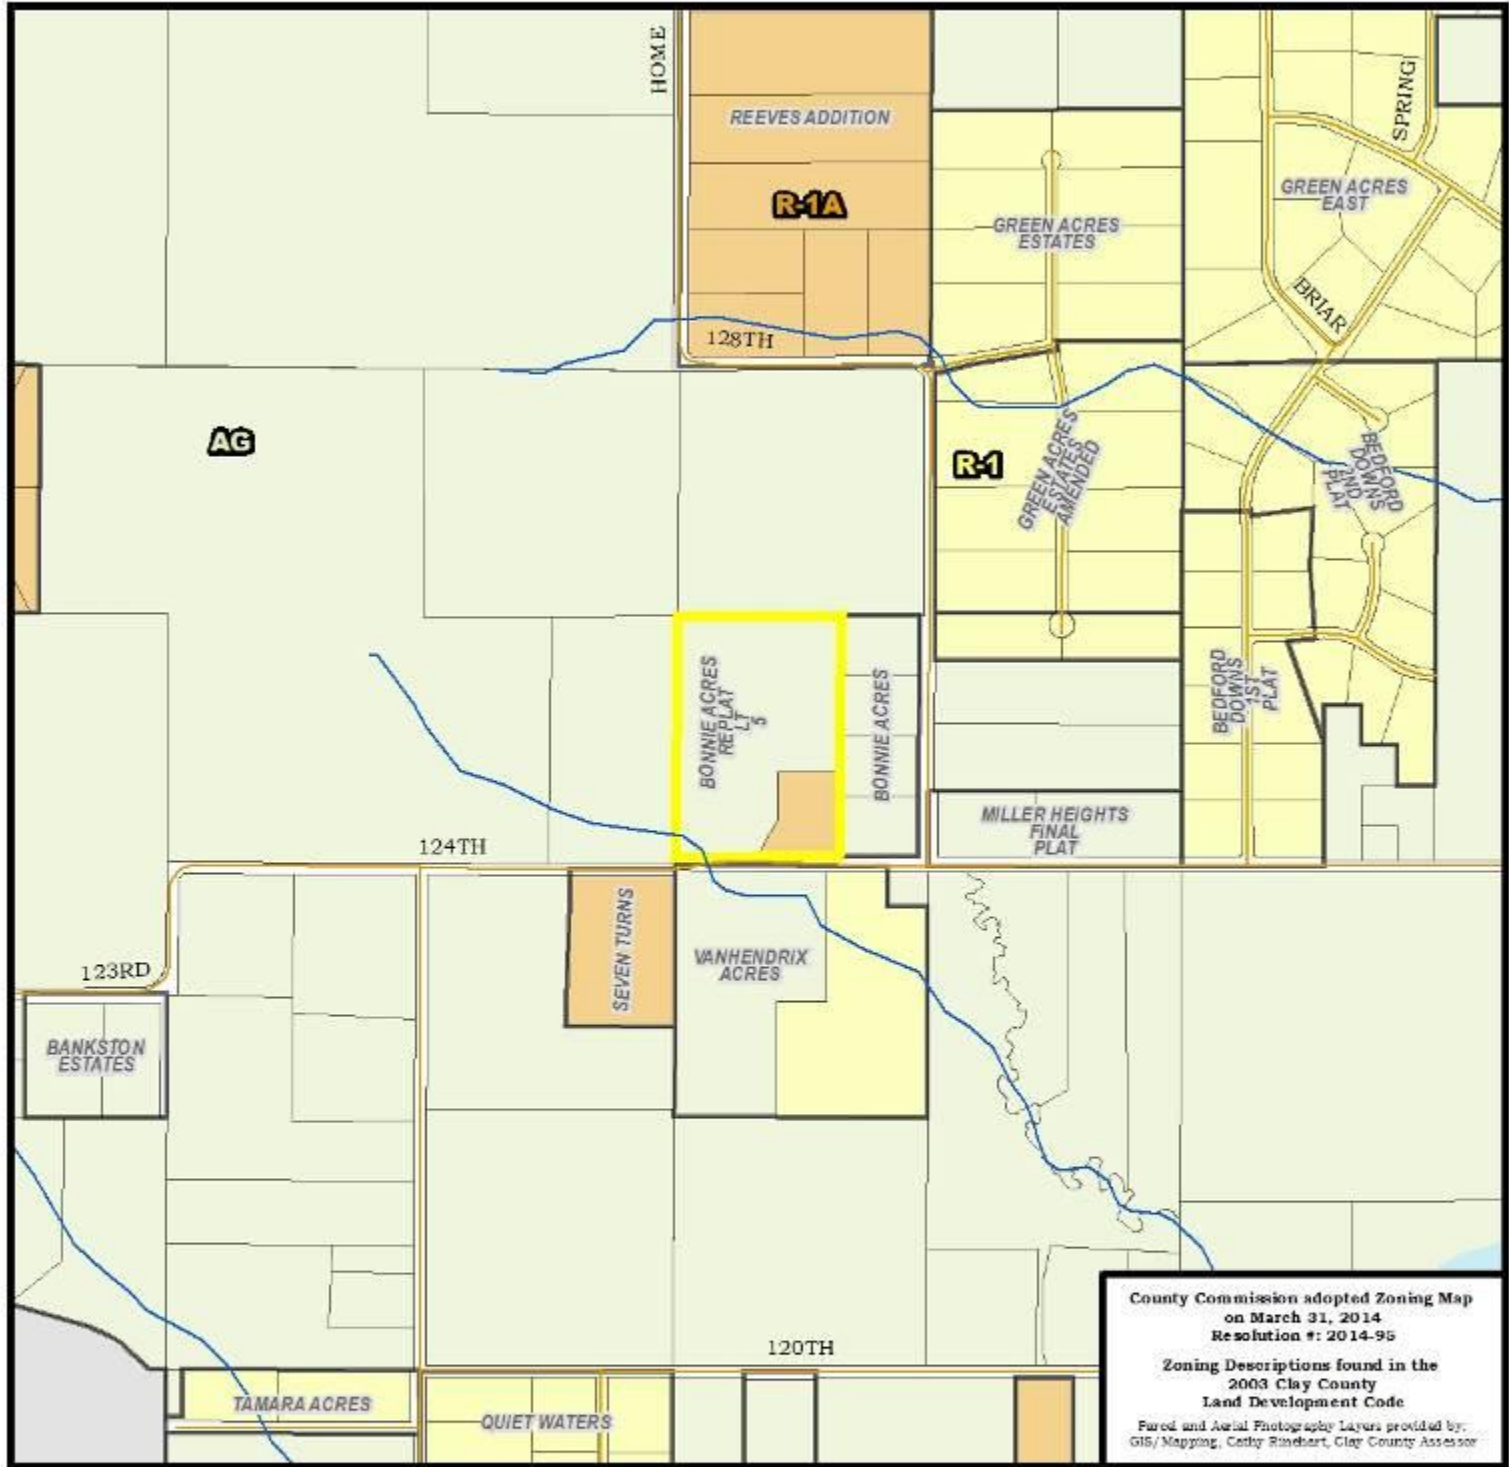 HOME
SPRING
REEVES ADDITION
R-1A
GREEN ACRES
EAST
GREEN ACRES
ESTATES
BRIAR
128TH
AG
R-1
GREEN ACRES
ESTATES
AMENDED
BEDFORD
DOWNS
2ND
PLAT
BONNIE ACRES
REPLAT
LT
5
BONNIE ACRES
BEDFORD
DOWNS
1ST
PLAT
MILLER HEIGHTS
FINAL
PLAT
124TH
SEVEN TURNS
VANHENDRIX
ACRES
123RD
BANKSTON
ESTATES
120TH
TAMARA ACRES
QUIET WATERS
County Commission adopted Zoning Map
on March 31, 2014
Resolution #: 2014-95
Zoning Descriptions found in the
2003 Clay County
Land Development Code
Parcel and Aerial Photography Layers provided by:
GIS/Mapping, Cathy Rinehart, Clay County Assessor